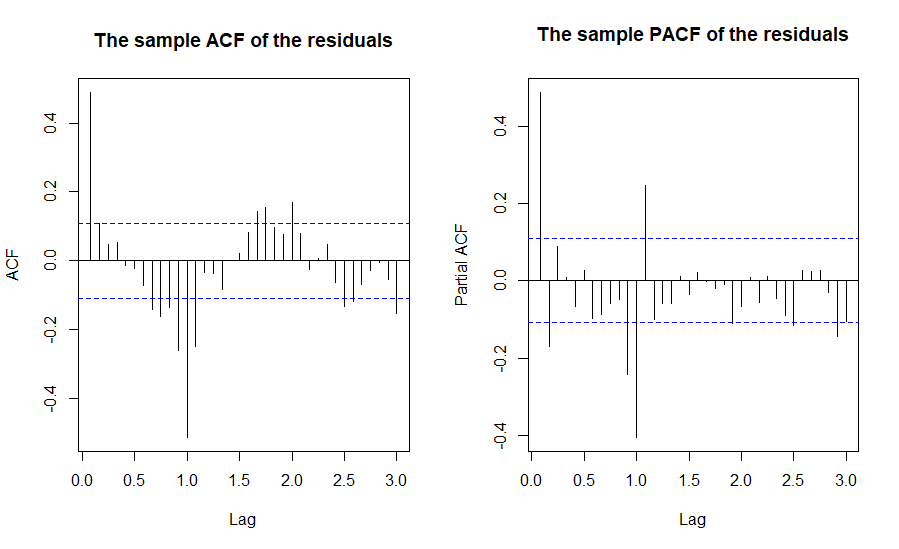 The sample ACF of the residuals
ACF
0.4
0.2
0.0
-0.2
-0.4
0.0 0.5 1.0 1.5 2.0 2.5 3.0
Lag
The sample PACF of the residuals
Partial ACF
0.4
0.2
0.0
-0.2
-0.4
0.0 0.5 1.0 1.5 2.0 2.5 3.0
Lag